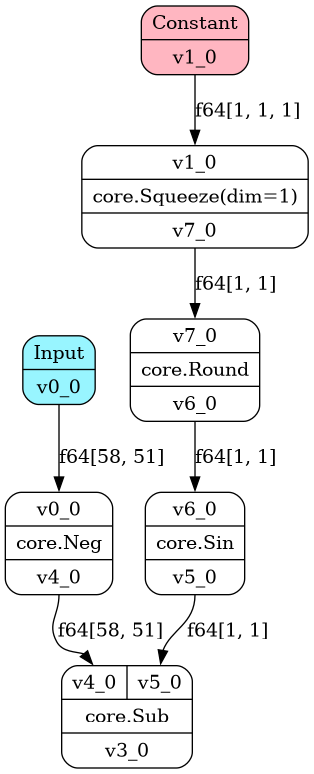 Constant
v1_0
f64[1, 1, 1]
v1_0
core.Squeeze(dim=1)
v7_0
f64[1, 1]
Input
v0_0
v7_0
core.Round
v6_0
f64[58, 51]
f64[1, 1]
v0_0
core.Neg
v4_0
v6_0
core.Sin
v5_0
f64[58, 51]
f64[1, 1]
v4_0 v5_0
core.Sub
v3_0